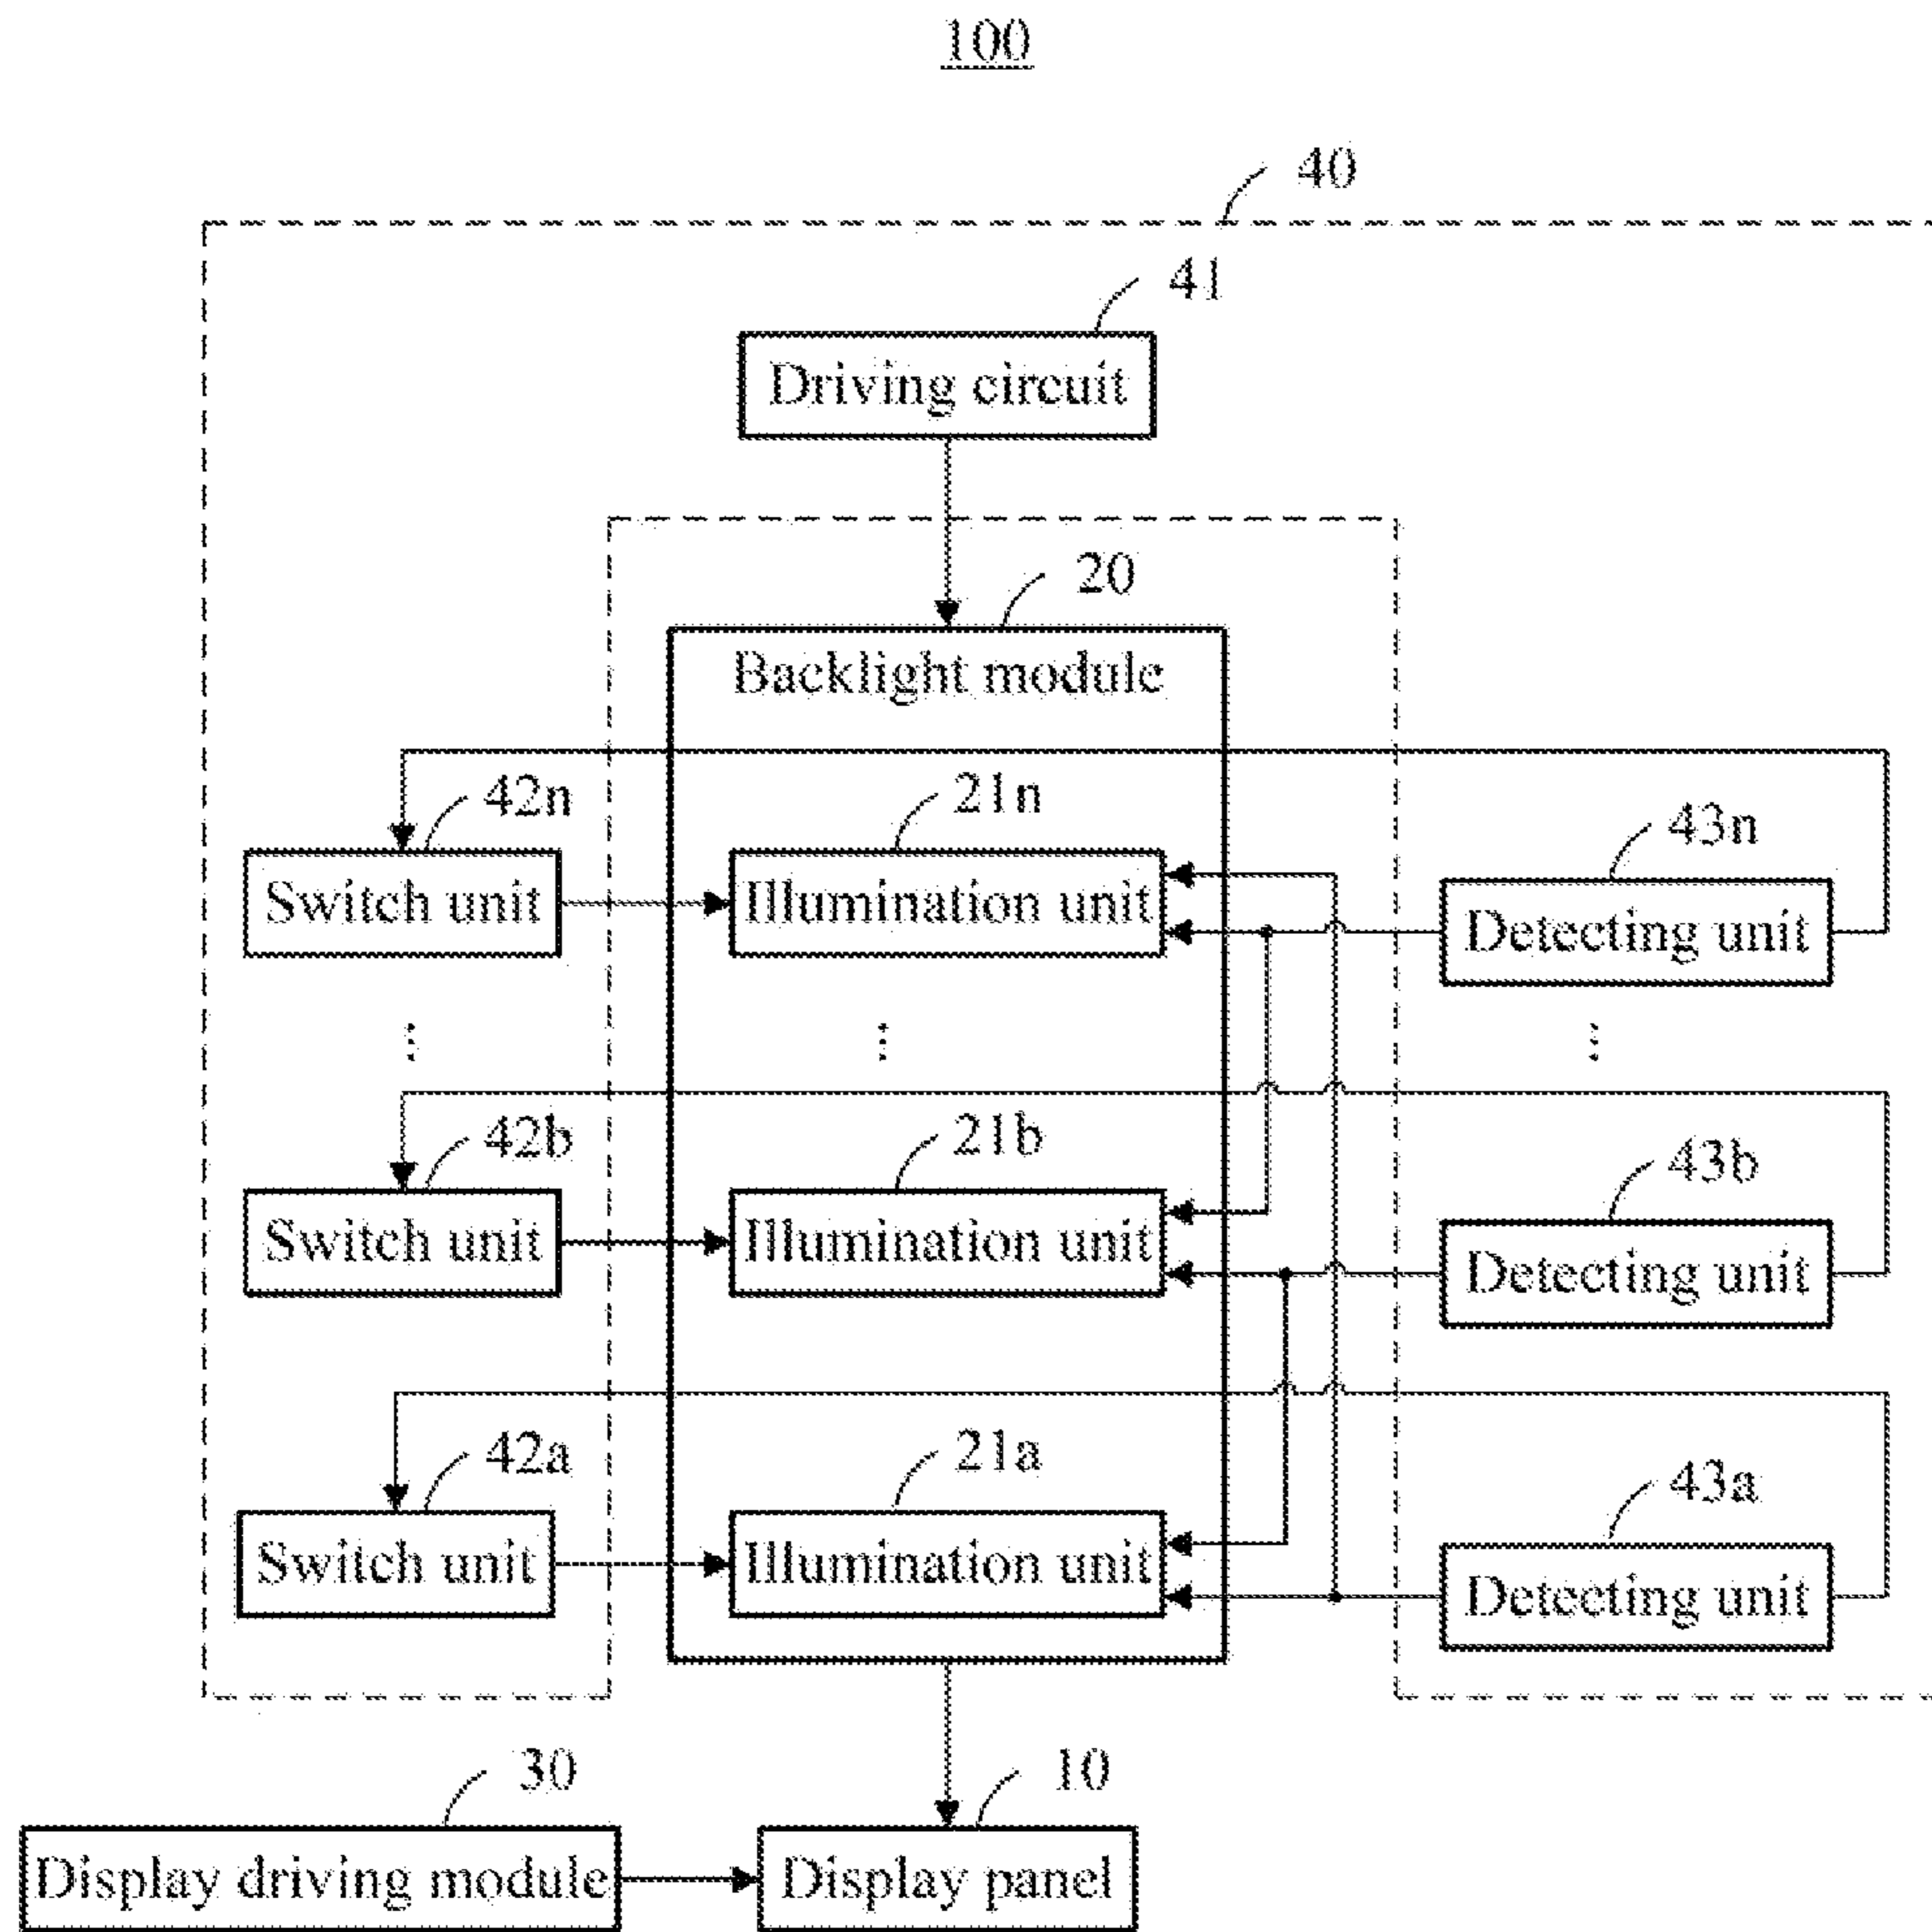 100
40
41
Driving circuit
20
Backlight module
42n
21n
43n
Switch unit
Illumination unit
Detecting unit
⋮ ⋮ ⋮
42b
21b
43b
Switch unit
Illumination unit
Detecting unit
42a
21a
43a
Switch unit
Illumination unit
Detecting unit
30
10
Display driving module
Display panel